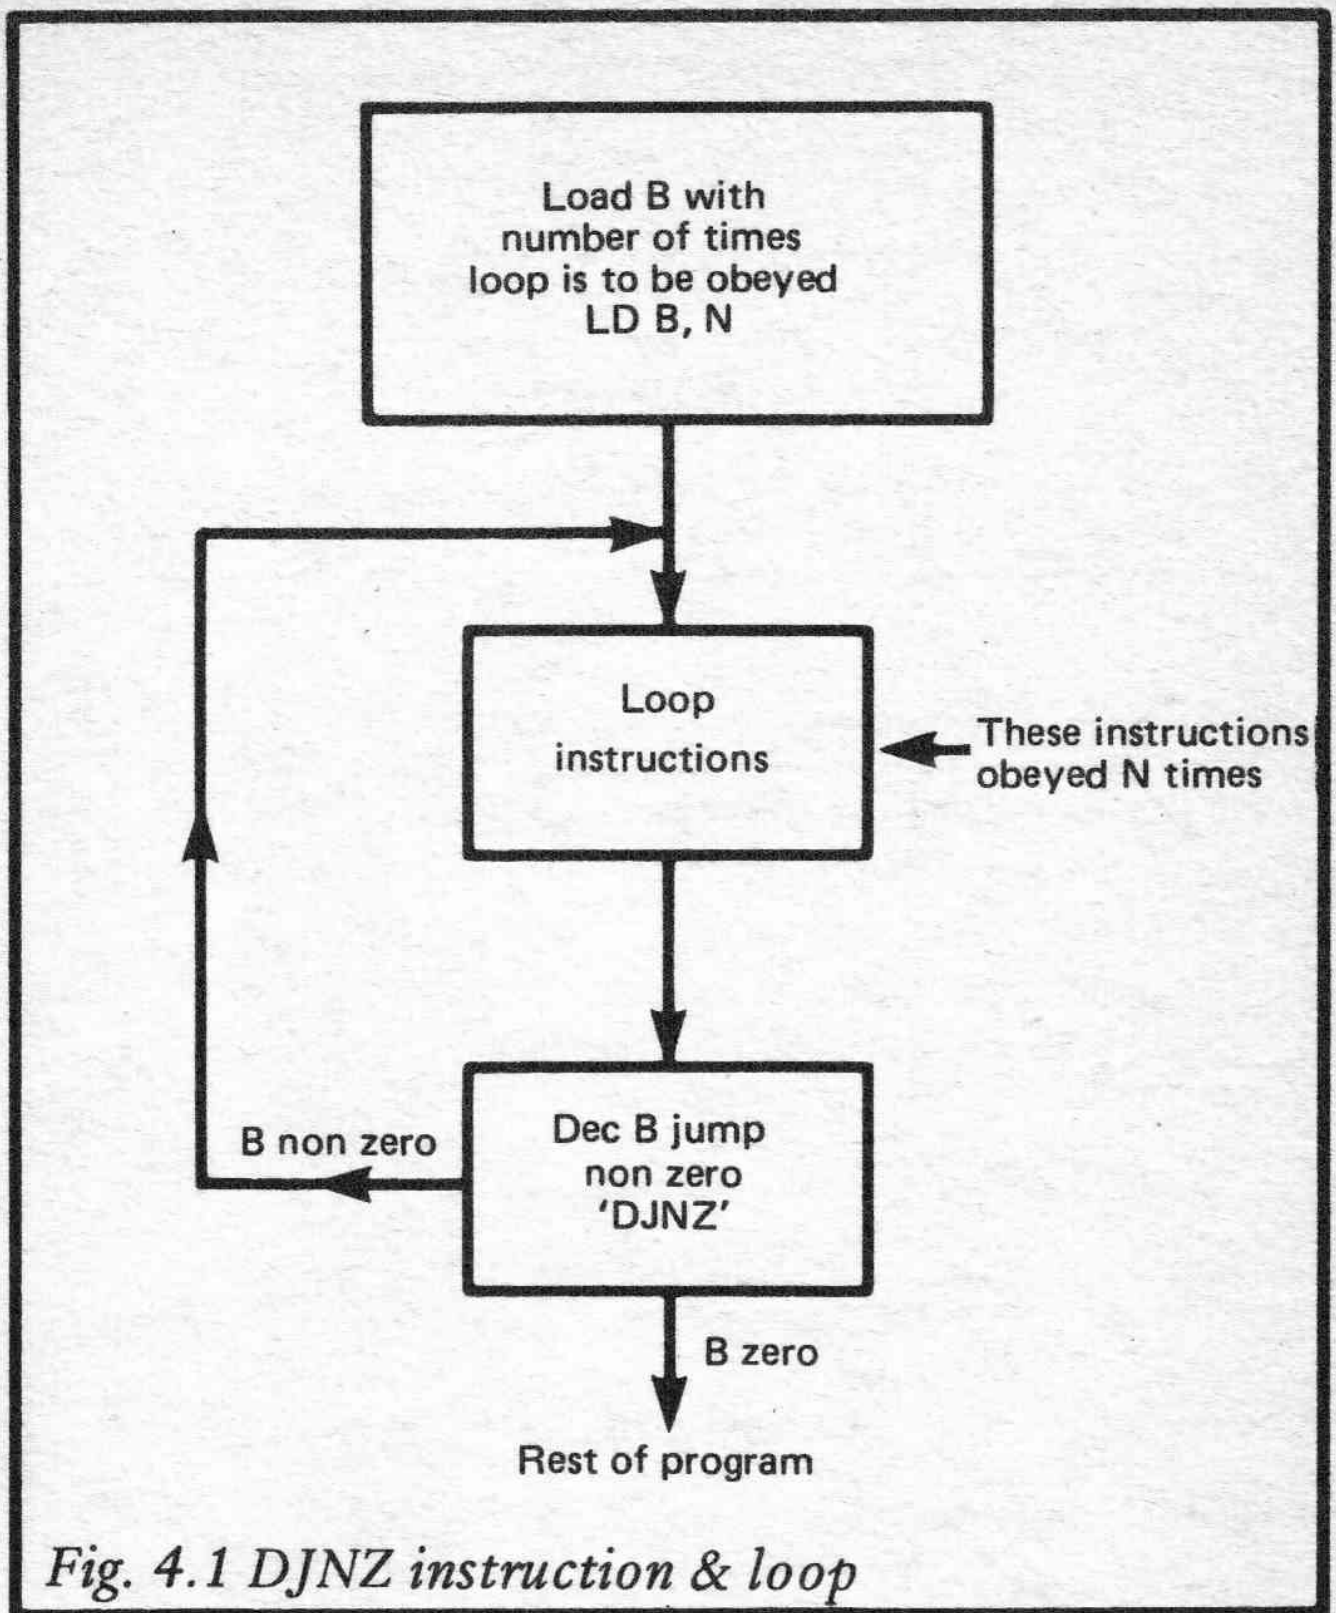 Load B with
number of times
loop is to be obeyed
LD B, N
Loop
instructions
These instructions
obeyed N times
Dec B jump
non zero
‘DJNZ’
B non zero
B zero
Rest of program
Fig. 4.1 DJNZ instruction & loop